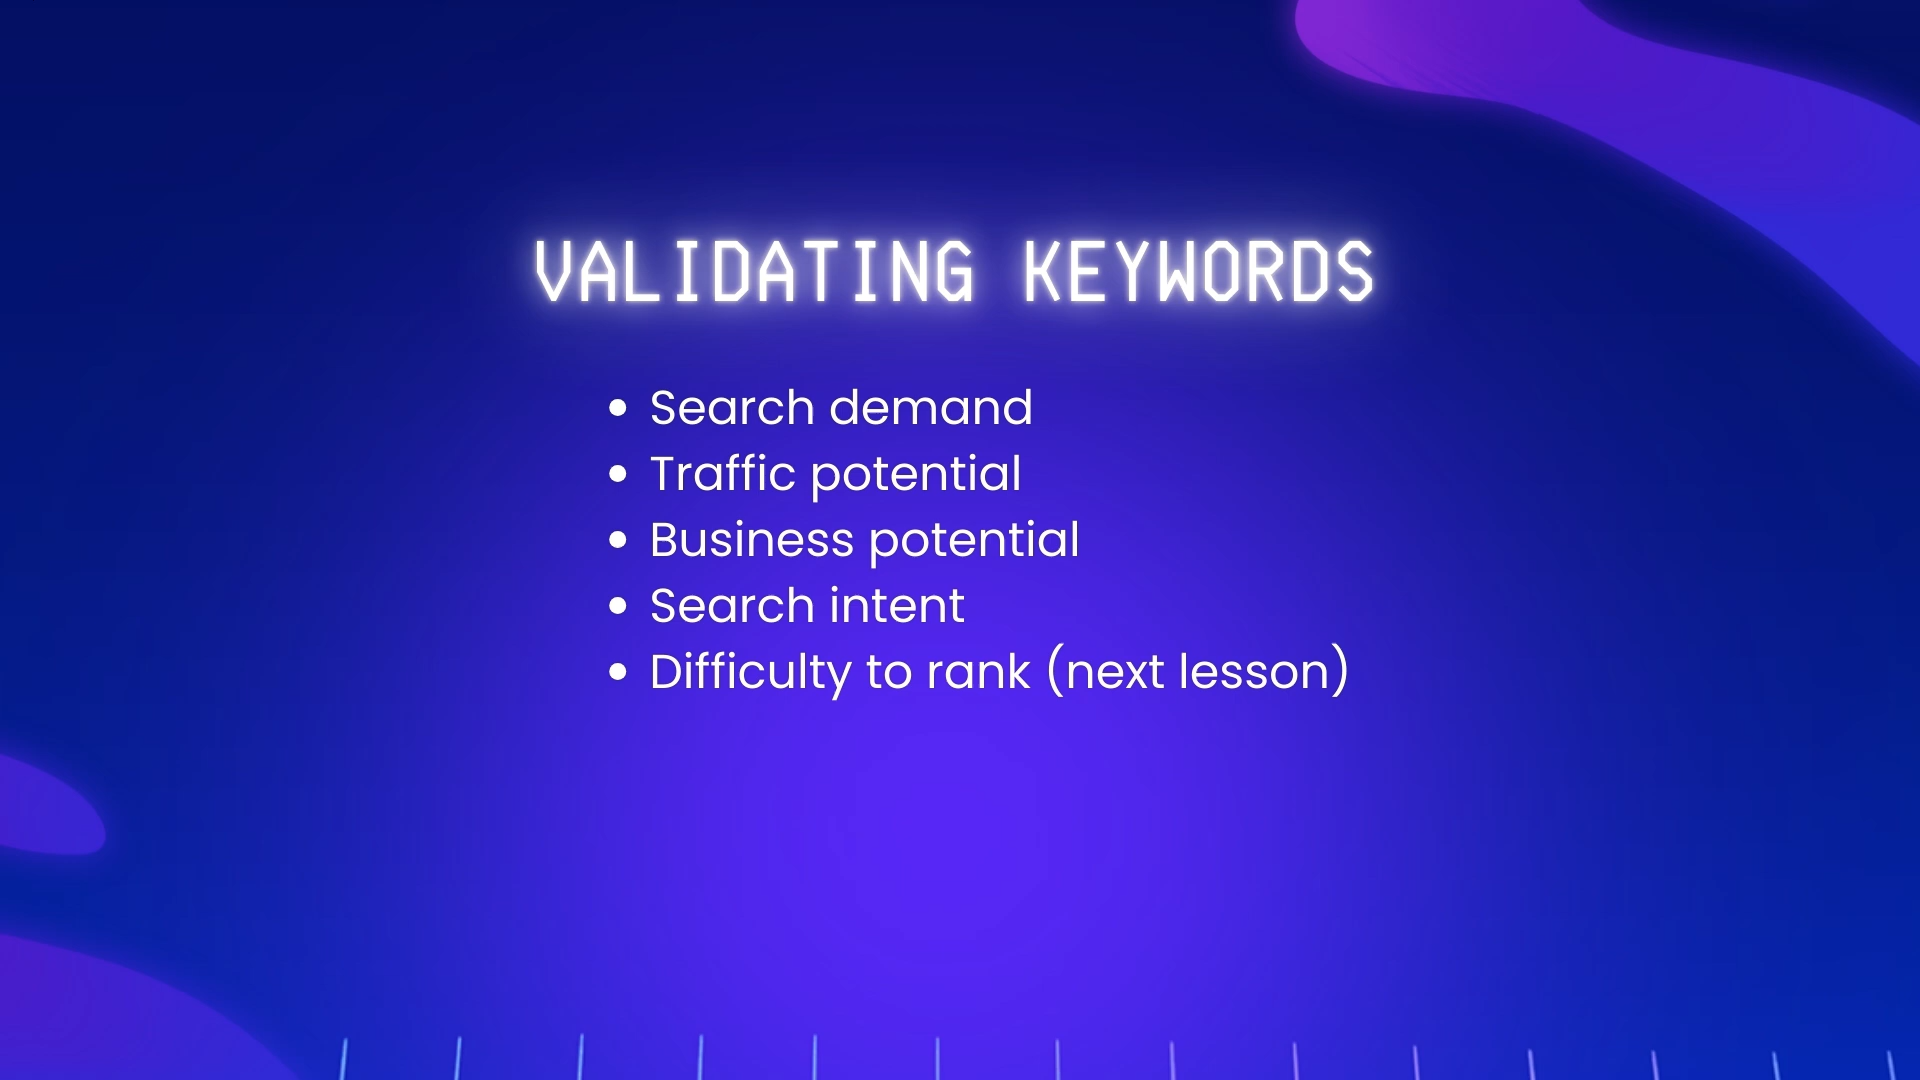 VALIDATING KEYWORDS
• Search demand
• Traffic potential
• Business potential
• Search intent
• Difficulty to rank (next lesson)